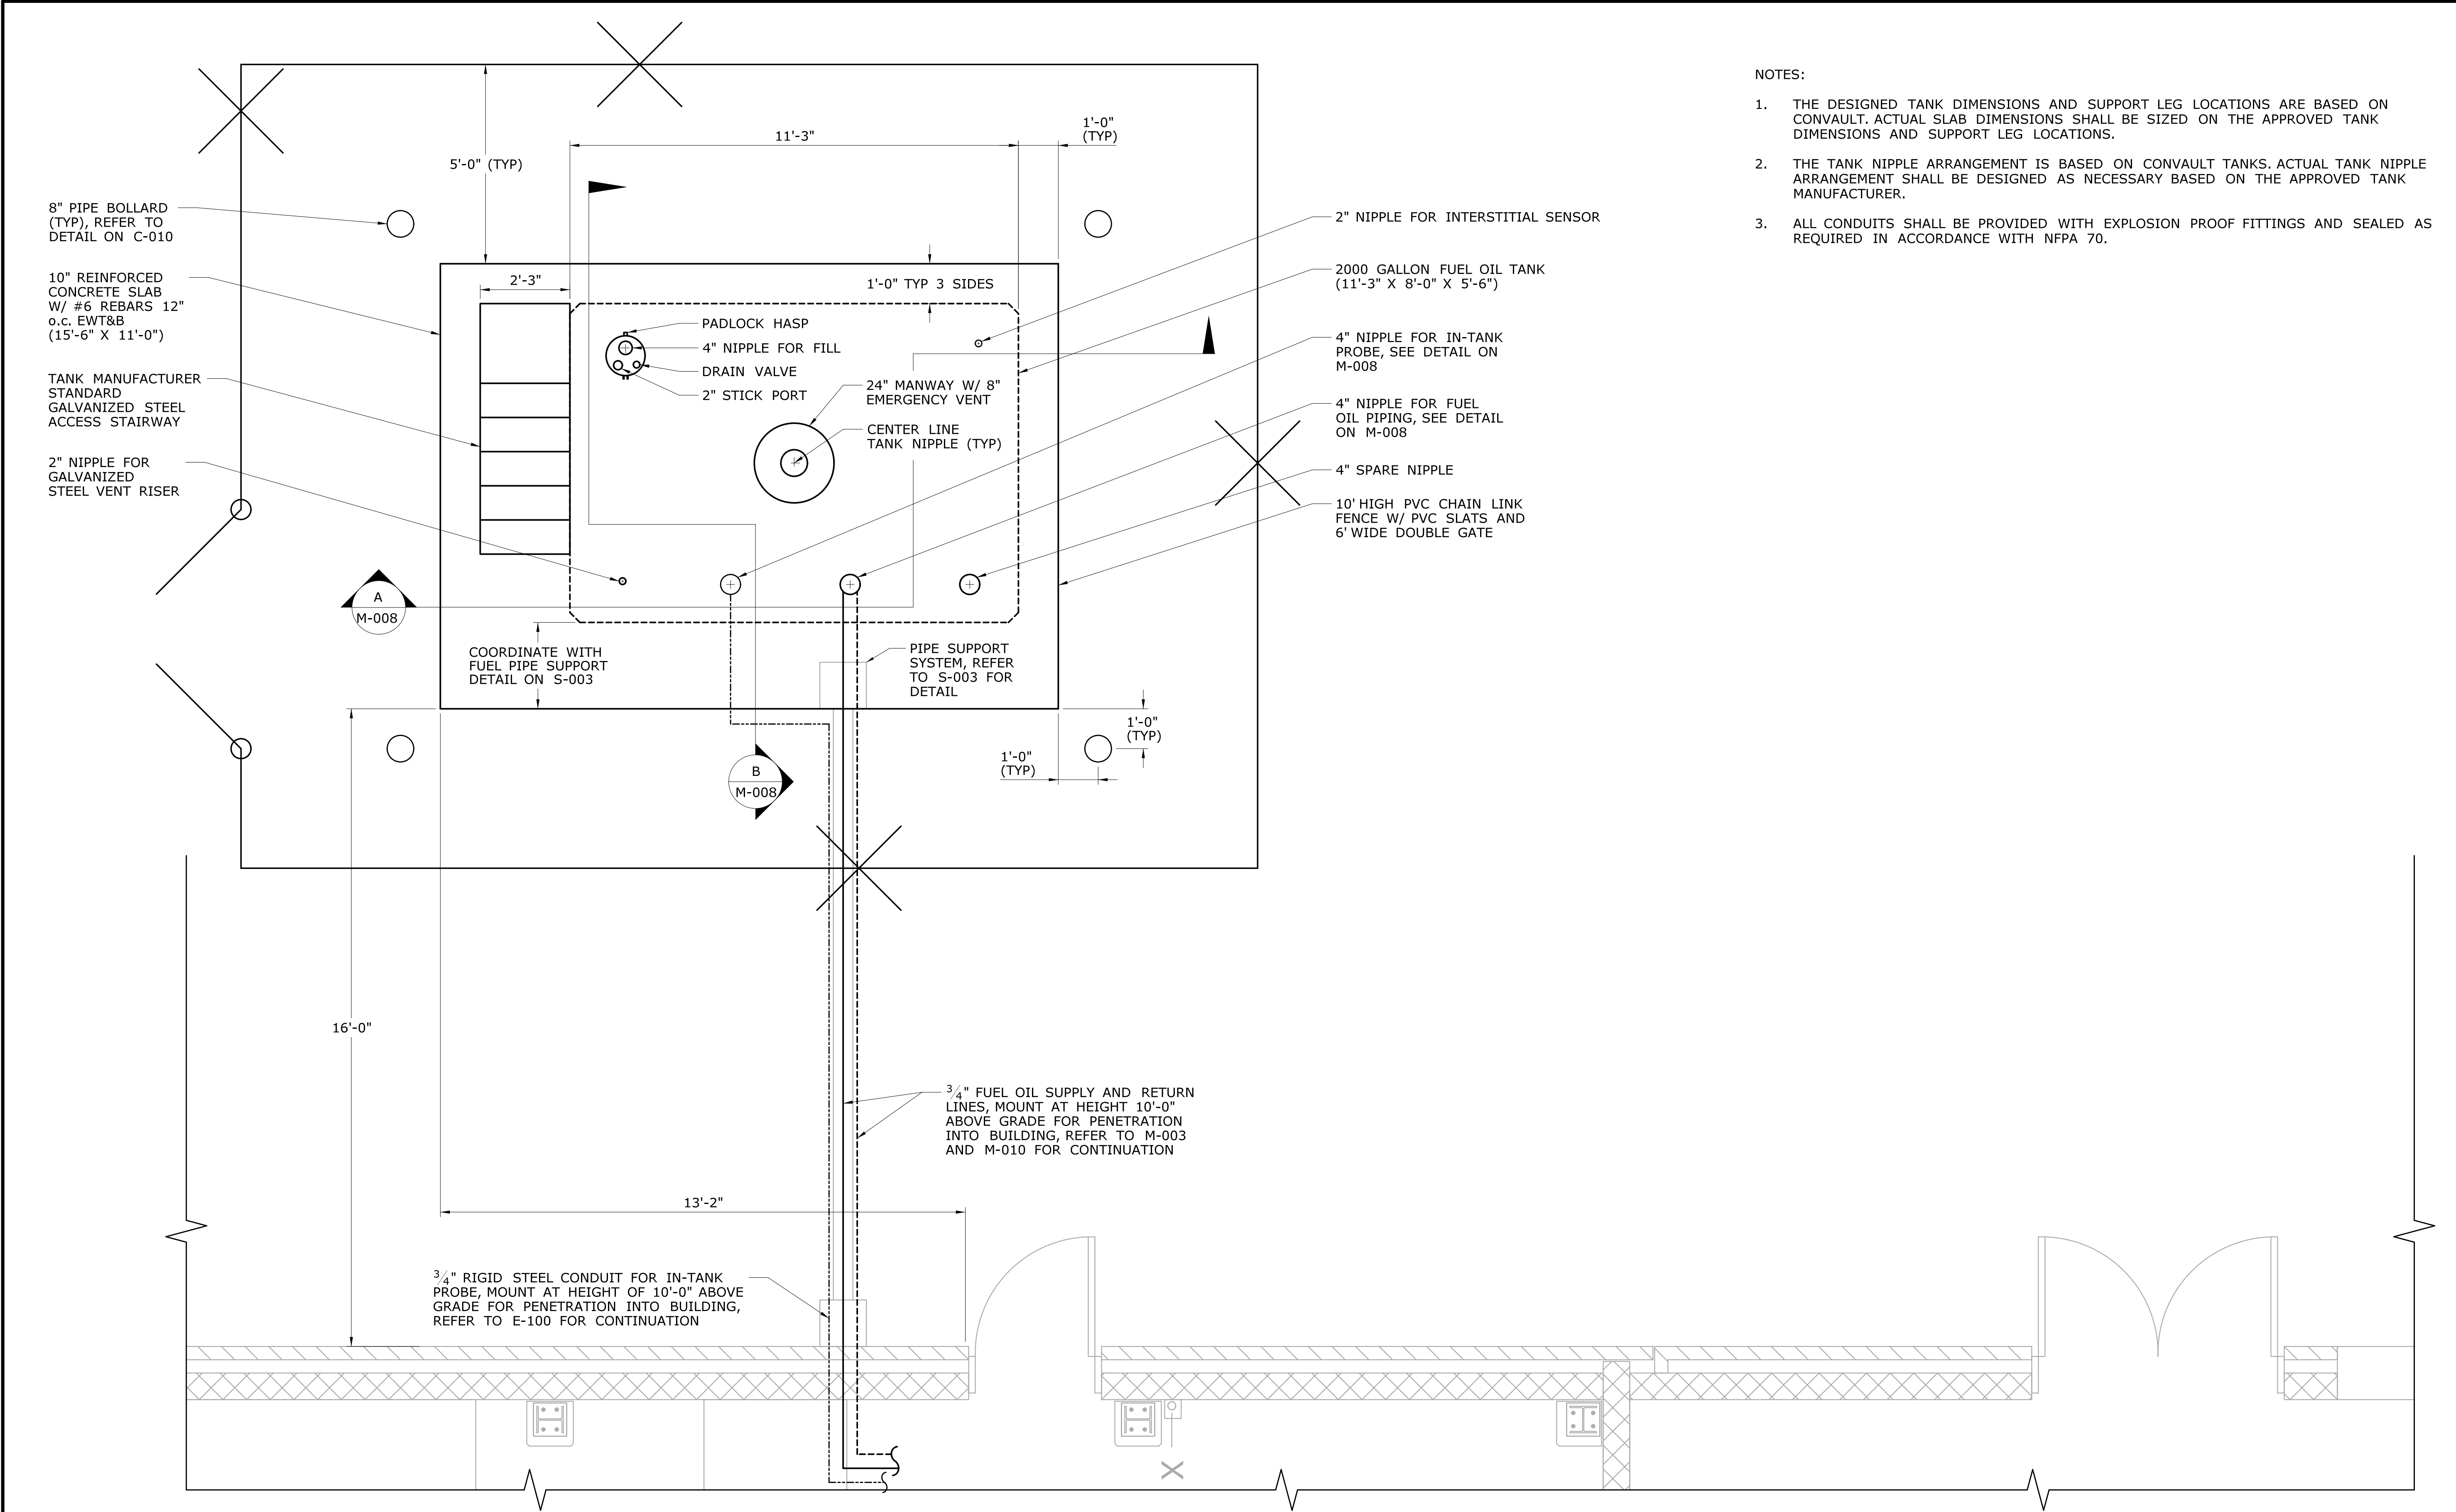 NOTES:
1. THE DESIGNED TANK DIMENSIONS AND SUPPORT LEG LOCATIONS ARE BASED ON
CONVAULT. ACTUAL SLAB DIMENSIONS SHALL BE SIZED ON THE APPROVED TANK
DIMENSIONS AND SUPPORT LEG LOCATIONS.
2. THE TANK NIPPLE ARRANGEMENT IS BASED ON CONVAULT TANKS. ACTUAL TANK NIPPLE
ARRANGEMENT SHALL BE DESIGNED AS NECESSARY BASED ON THE APPROVED TANK
MANUFACTURER.
3. ALL CONDUITS SHALL BE PROVIDED WITH EXPLOSION PROOF FITTINGS AND SEALED AS
REQUIRED IN ACCORDANCE WITH NFPA 70.
11'-3"
1'-0"
(TYP)
5'-0" (TYP)
8" PIPE BOLLARD
(TYP), REFER TO
DETAIL ON C-010
10" REINFORCED
CONCRETE SLAB
W/ #6 REBARS 12"
o.c. EWT&B
(15'-6" X 11'-0")
TANK MANUFACTURER
STANDARD
GALVANIZED STEEL
ACCESS STAIRWAY
2" NIPPLE FOR
GALVANIZED
STEEL VENT RISER
2'-3"
1'-0" TYP 3 SIDES
PADLOCK HASP
4" NIPPLE FOR FILL
DRAIN VALVE
2" STICK PORT
24" MANWAY W/ 8"
EMERGENCY VENT
CENTER LINE
TANK NIPPLE (TYP)
2" NIPPLE FOR INTERSTITIAL SENSOR
2000 GALLON FUEL OIL TANK
(11'-3" X 8'-0" X 5'-6")
4" NIPPLE FOR IN-TANK
PROBE, SEE DETAIL ON
M-008
4" NIPPLE FOR FUEL
OIL PIPING, SEE DETAIL
ON M-008
4" SPARE NIPPLE
10' HIGH PVC CHAIN LINK
FENCE W/ PVC SLATS AND
6' WIDE DOUBLE GATE
A
M-008
COORDINATE WITH
FUEL PIPE SUPPORT
DETAIL ON S-003
PIPE SUPPORT
SYSTEM, REFER
TO S-003 FOR
DETAIL
1'-0"
(TYP)
1'-0"
(TYP)
B
M-008
16'-0"
3/4" FUEL OIL SUPPLY AND RETURN
LINES, MOUNT AT HEIGHT 10'-0"
ABOVE GRADE FOR PENETRATION
INTO BUILDING, REFER TO M-003
AND M-010 FOR CONTINUATION
13'-2"
3/4" RIGID STEEL CONDUIT FOR IN-TANK
PROBE, MOUNT AT HEIGHT OF 10'-0" ABOVE
GRADE FOR PENETRATION INTO BUILDING,
REFER TO E-100 FOR CONTINUATION
X